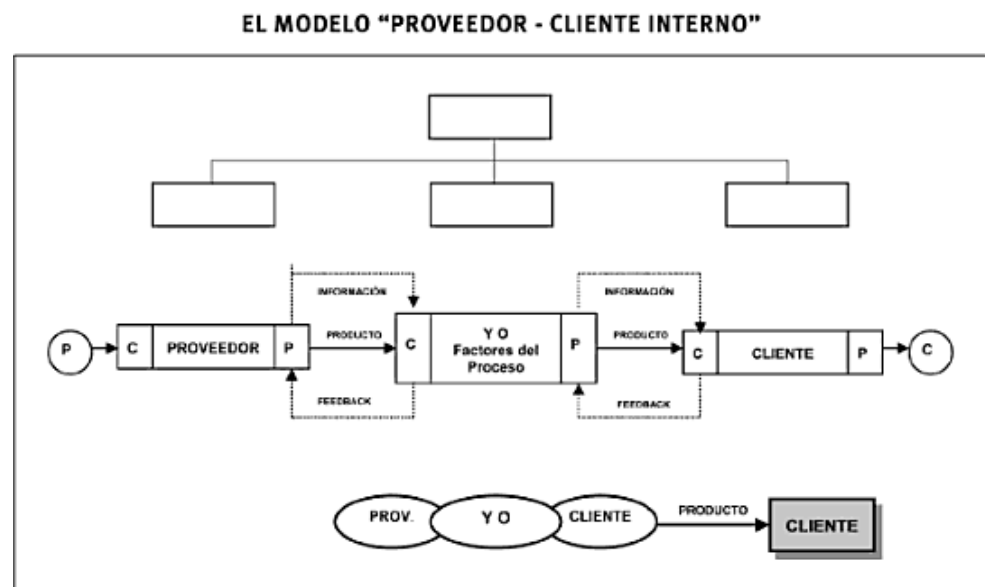 EL MODELO “PROVEEDOR - CLIENTE INTERNO”
INFORMACIÓN
INFORMACIÓN
P
C
PROVEEDOR
P
PRODUCTO
C
Y O
Factores del
Proceso
P
PRODUCTO
C
CLIENTE
P
C
FEEDBACK
FEEDBACK
PROV.
Y O
CLIENTE
PRODUCTO
CLIENTE